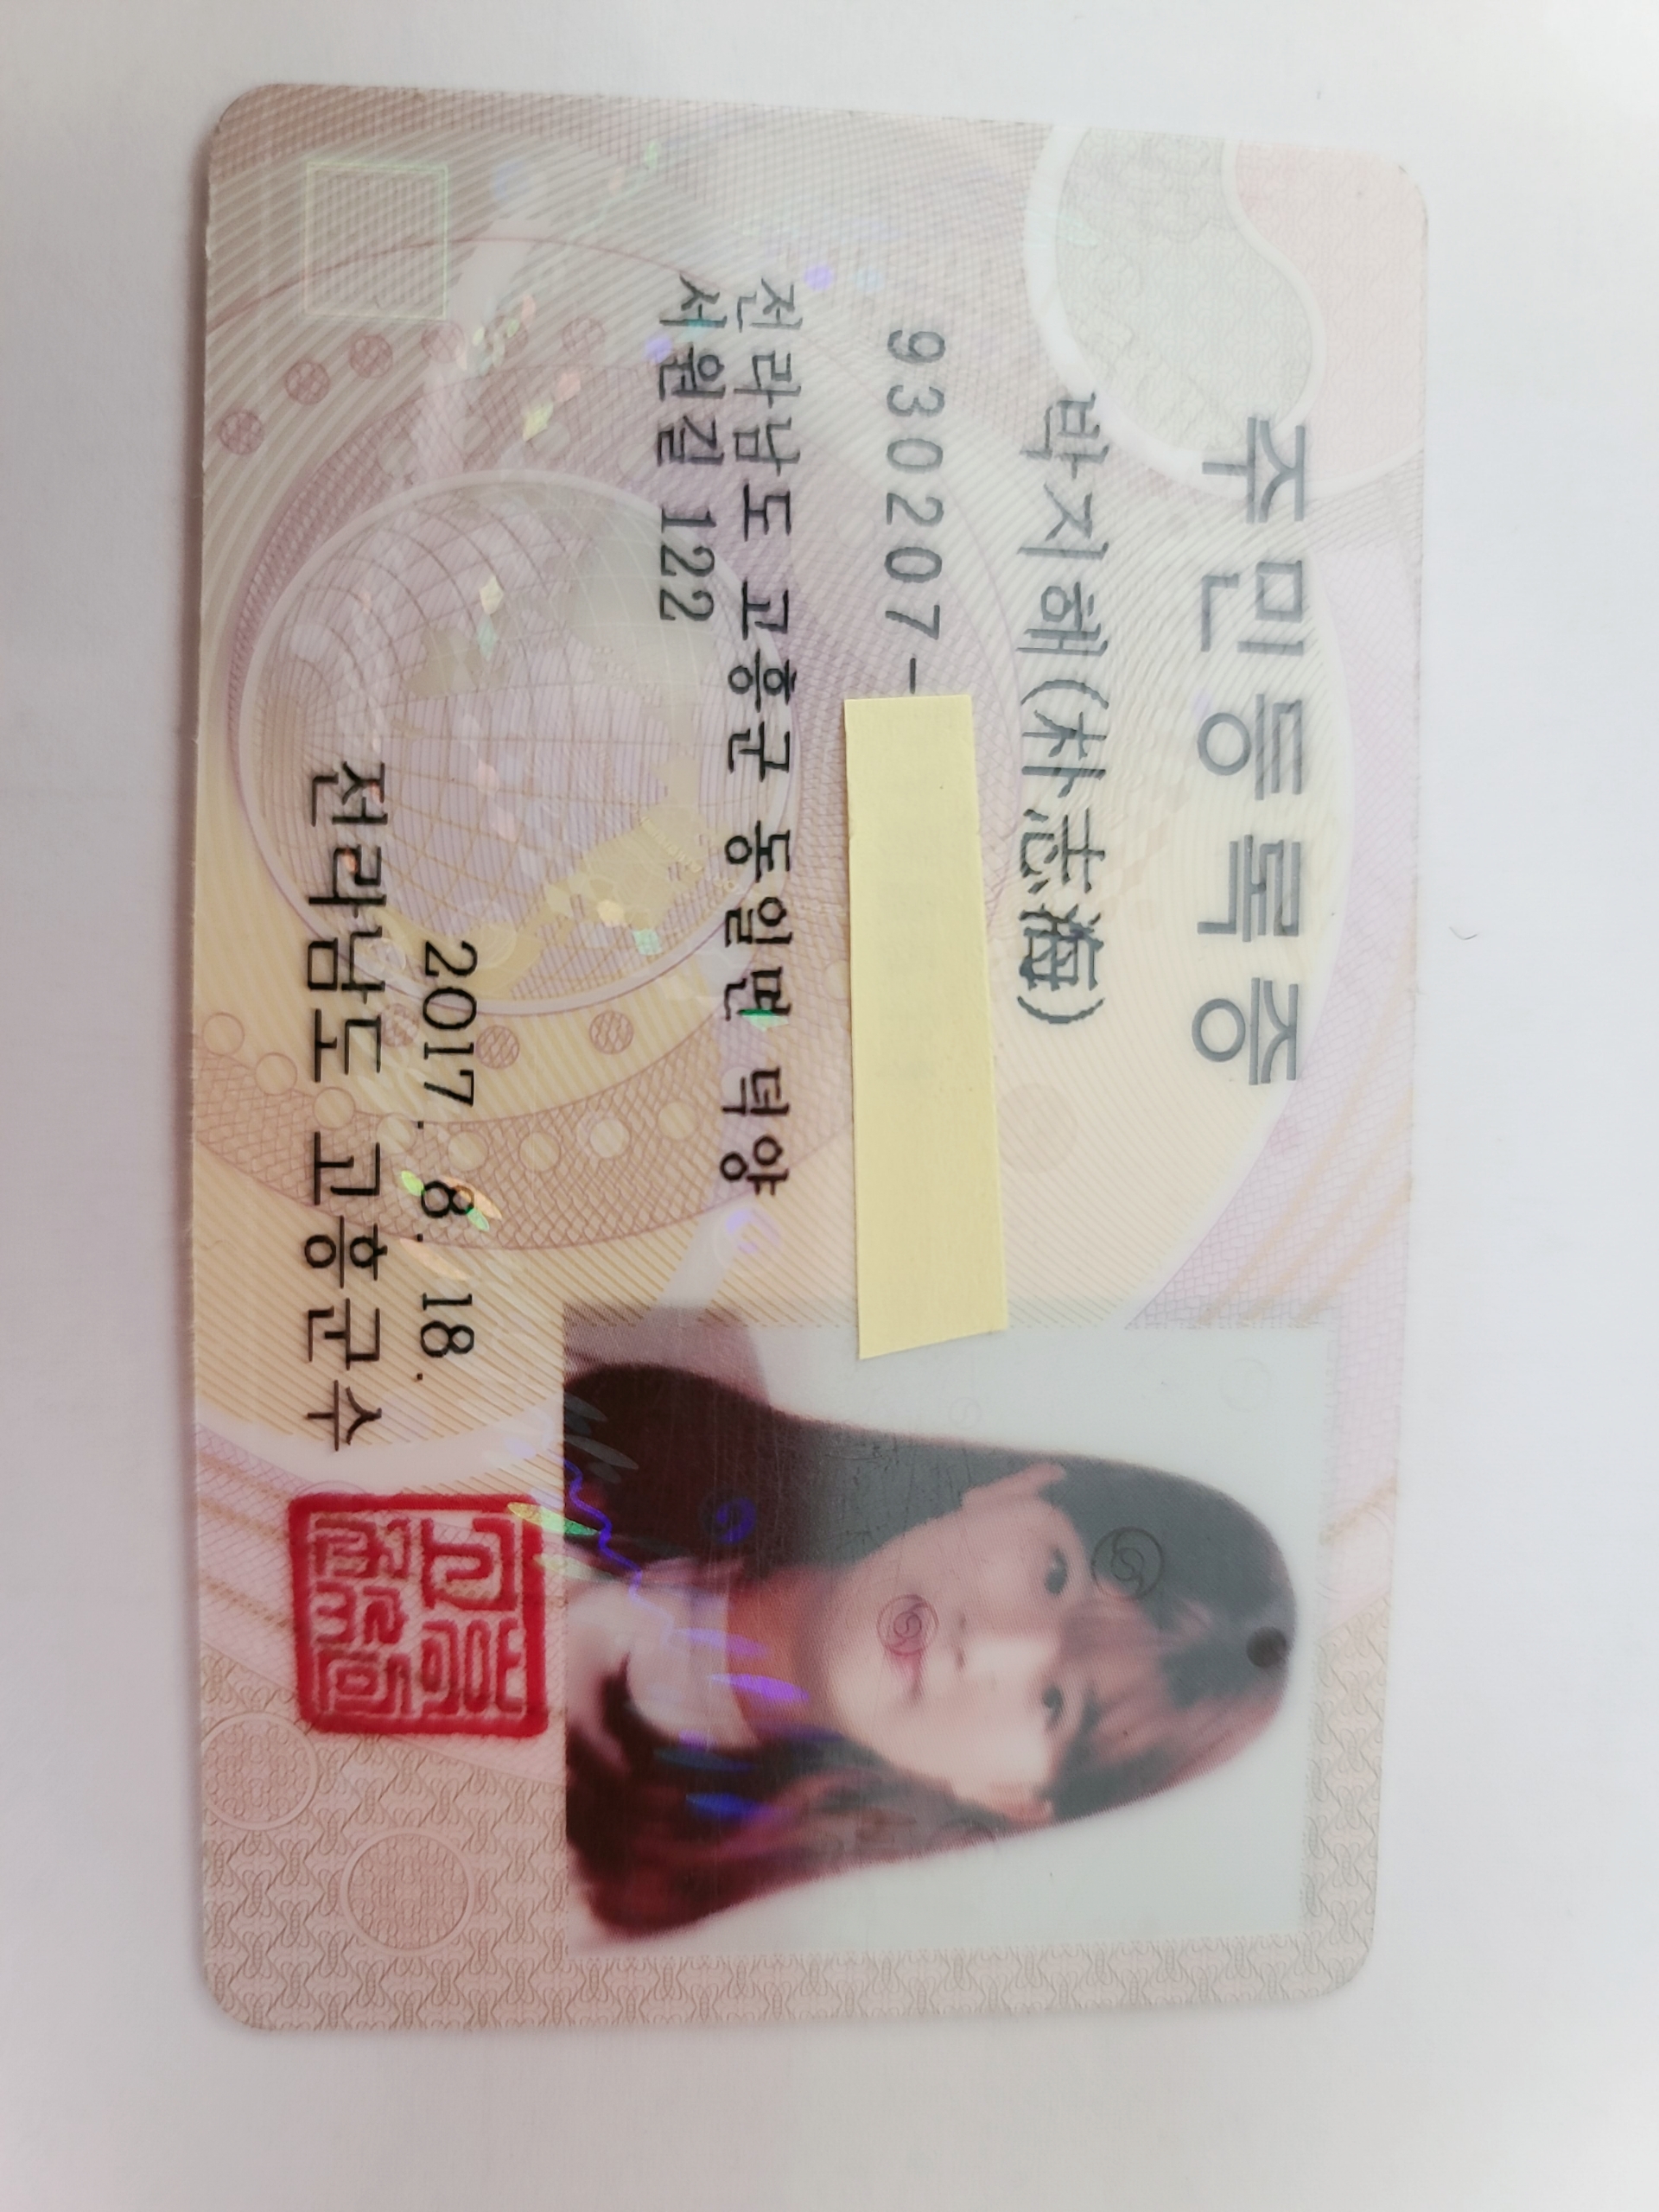 주민등록증
박지해(朴志海)
930207-
전라남도 고흥군 동일면 덕양
서원길 122
2017. 8. 18.
전라남도 고흥군수